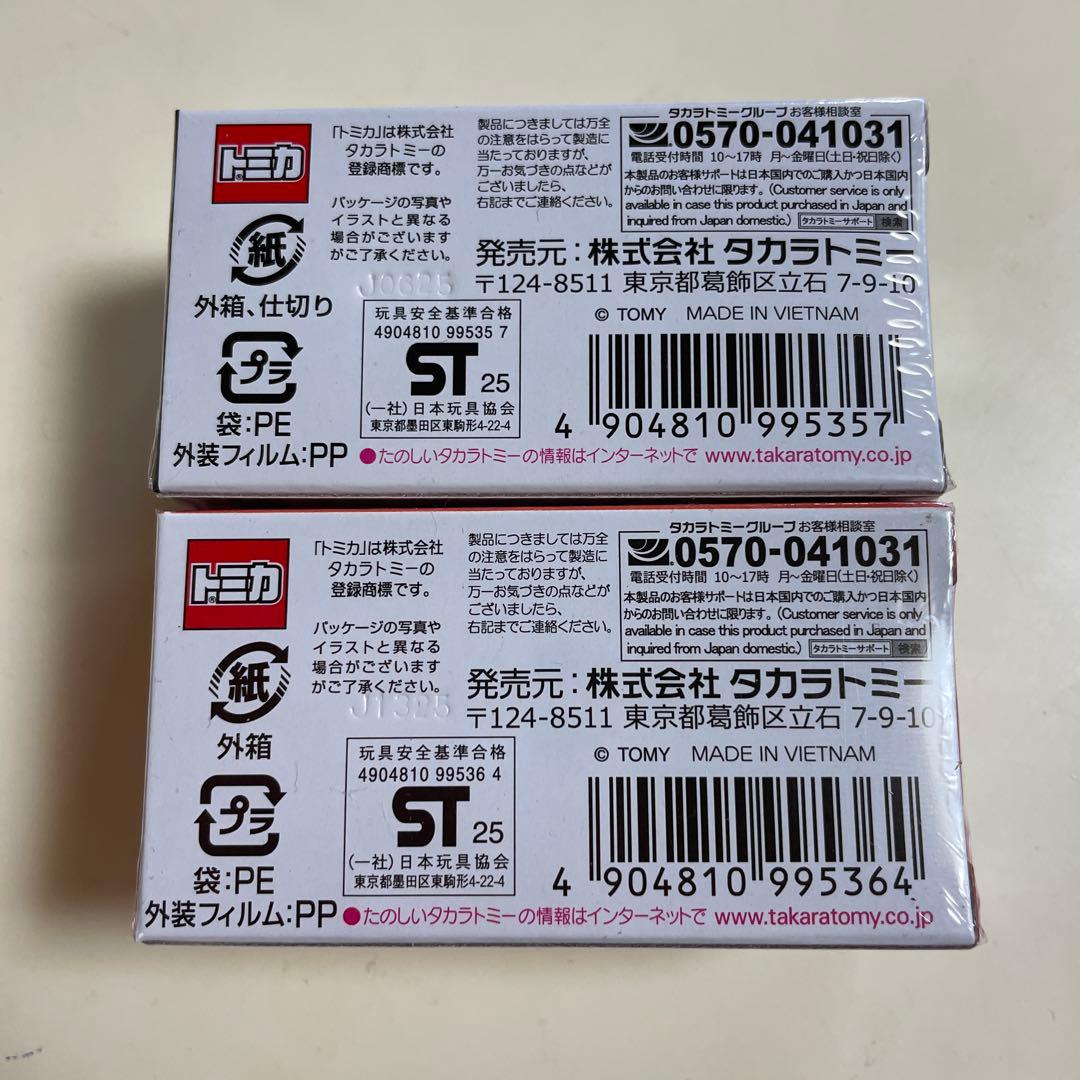 トミカ®
「トミカ」は株式会社
タカラトミーの
登録商標です。
パッケージの写真や
イラストと異なる
場合がございます
がご了承ください。
J0625
製品につきましては万全
の注意をはらって製造に
当たっておりますが、
万一お気づきの点などが
ございましたら、
右記までご連絡ください。
タカラトミーグループ お客様相談室
0570-041031
電話受付時間 10〜17時 月〜金曜日(土日・祝日除く)
本製品のお客様サポートは日本国内でのご購入かつ日本国内
からのお問い合わせに限ります。(Customer service is only
available in case this product purchased in Japan and
inquired from Japan domestic.) タカラトミーサポート 検索
紙
外箱、仕切り
プラ
袋:PE
外装フィルム:PP
発売元:株式会社 タカラトミー
〒124-8511 東京都葛飾区立石 7-9-10
玩具安全基準合格
4904810 99535 7
ST 25
(一社)日本玩具協会
東京都墨田区東駒形4-22-4
© TOMY MADE IN VIETNAM
4 904810 995357
●たのしいタカラトミーの情報はインターネットで www.takaratomy.co.jp
トミカ®
「トミカ」は株式会社
タカラトミーの
登録商標です。
パッケージの写真や
イラストと異なる
場合がございます
がご了承ください。
J1325
製品につきましては万全
の注意をはらって製造に
当たっておりますが、
万一お気づきの点などが
ございましたら、
右記までご連絡ください。
タカラトミーグループ お客様相談室
0570-041031
電話受付時間 10〜17時 月〜金曜日(土日・祝日除く)
本製品のお客様サポートは日本国内でのご購入かつ日本国内
からのお問い合わせに限ります。(Customer service is only
available in case this product purchased in Japan and
inquired from Japan domestic.) タカラトミーサポート 検索
紙
外箱
プラ
袋:PE
外装フィルム:PP
発売元:株式会社 タカラトミー
〒124-8511 東京都葛飾区立石 7-9-10
玩具安全基準合格
4904810 99536 4
ST 25
(一社)日本玩具協会
東京都墨田区東駒形4-22-4
© TOMY MADE IN VIETNAM
4 904810 995364
●たのしいタカラトミーの情報はインターネットで www.takaratomy.co.jp